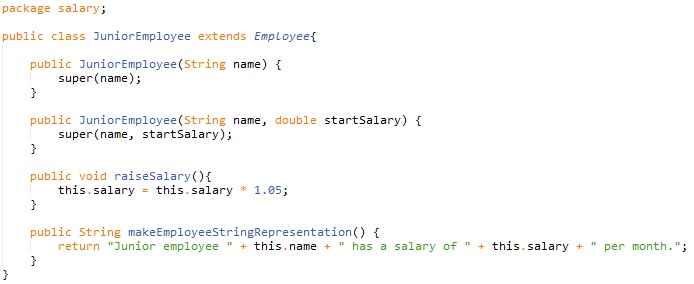 package salary;
public class JuniorEmployee extends Employee{
public JuniorEmployee(String name) {
super(name);
}
public JuniorEmployee(String name, double startSalary) {
super(name, startSalary);
}
public void raiseSalary(){
this.salary = this.salary * 1.05;
}
public String makeEmployeeStringRepresentation() {
return "Junior employee " + this.name + " has a salary of " + this.salary + " per month.";
}
}